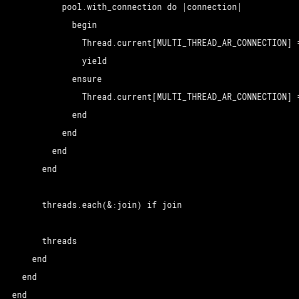 pool.with_connection do |connection|
begin
Thread.current[MULTI_THREAD_AR_CONNECTION] =
yield
ensure
Thread.current[MULTI_THREAD_AR_CONNECTION] =
end
end
end
end
threads.each(&:join) if join
threads
end
end
end